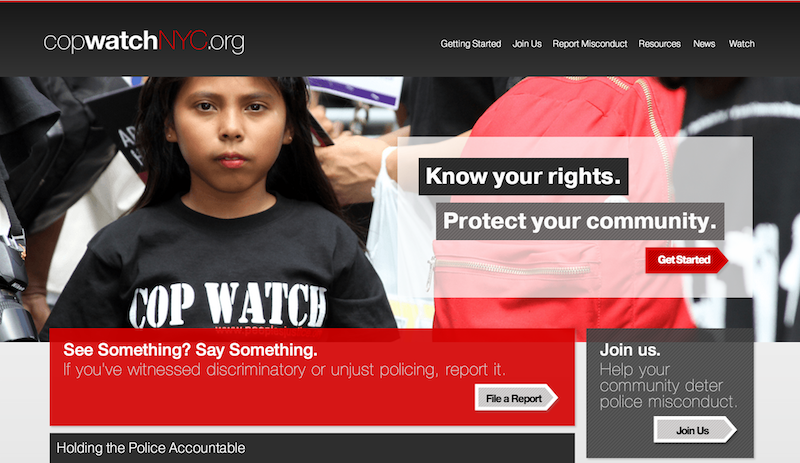 copwatchNYC.org
Getting Started Join Us Report Misconduct Resources News Watch
Know your rights.
Protect your community.
Get Started
COP WATCH
See Something? Say Something.
If you've witnessed discriminatory or unjust policing, report it.
File a Report
Join us.
Help your
community deter
police misconduct.
Join Us
Holding the Police Accountable